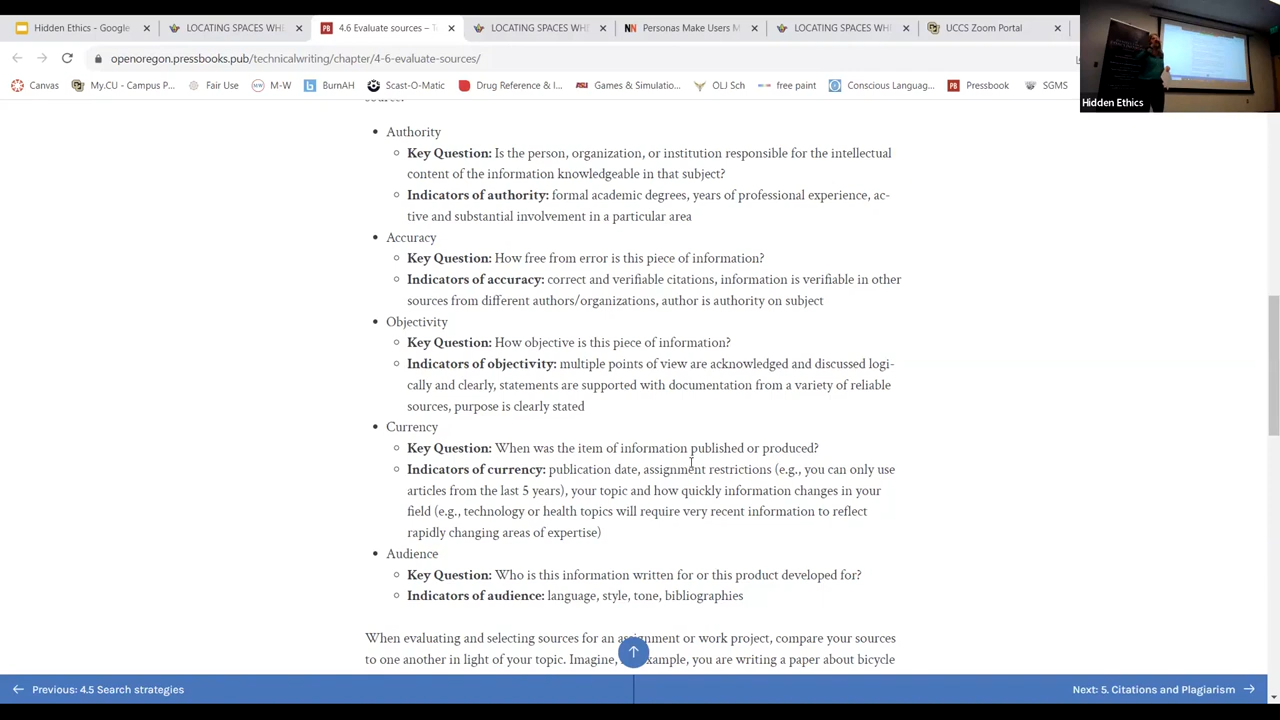 Hidden Ethics - Google
LOCATING SPACES WHE
4.6 Evaluate sources – Te
LOCATING SPACES WHE
Personas Make Users M
LOCATING SPACES WHE
UCCS Zoom Portal
openoregon.pressbooks.pub/technicalwriting/chapter/4-6-evaluate-sources/
Canvas
My.CU - Campus P...
Fair Use
M-W
BurnAH
Scast-O-Matic
Drug Reference & I...
Games & Simulatio...
OLJ Sch
free paint
Conscious Languag...
Pressbook
SGMS
Hidden Ethics
source:
Authority
Key Question: Is the person, organization, or institution responsible for the intellectual
content of the information knowledgeable in that subject?
Indicators of authority: formal academic degrees, years of professional experience, ac-
tive and substantial involvement in a particular area
Accuracy
Key Question: How free from error is this piece of information?
Indicators of accuracy: correct and verifiable citations, information is verifiable in other
sources from different authors/organizations, author is authority on subject
Objectivity
Key Question: How objective is this piece of information?
Indicators of objectivity: multiple points of view are acknowledged and discussed logi-
cally and clearly, statements are supported with documentation from a variety of reliable
sources, purpose is clearly stated
Currency
Key Question: When was the item of information published or produced?
Indicators of currency: publication date, assignment restrictions (e.g., you can only use
articles from the last 5 years), your topic and how quickly information changes in your
field (e.g., technology or health topics will require very recent information to reflect
rapidly changing areas of expertise)
Audience
Key Question: Who is this information written for or this product developed for?
Indicators of audience: language, style, tone, bibliographies
When evaluating and selecting sources for an assignment or work project, compare your sources
to one another in light of your topic. Imagine, example, you are writing a paper about bicycle
Previous: 4.5 Search strategies
Next: 5. Citations and Plagiarism